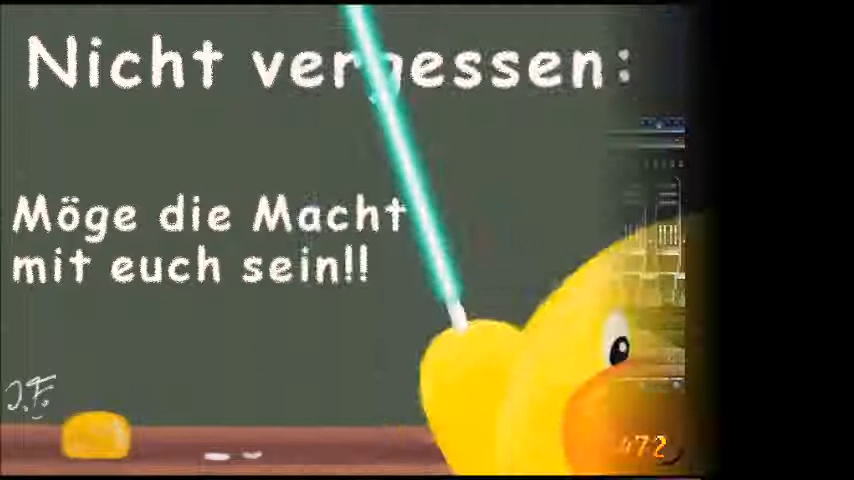 Nicht vergessen:
Möge die Macht
mit euch sein!!
J.F.
472